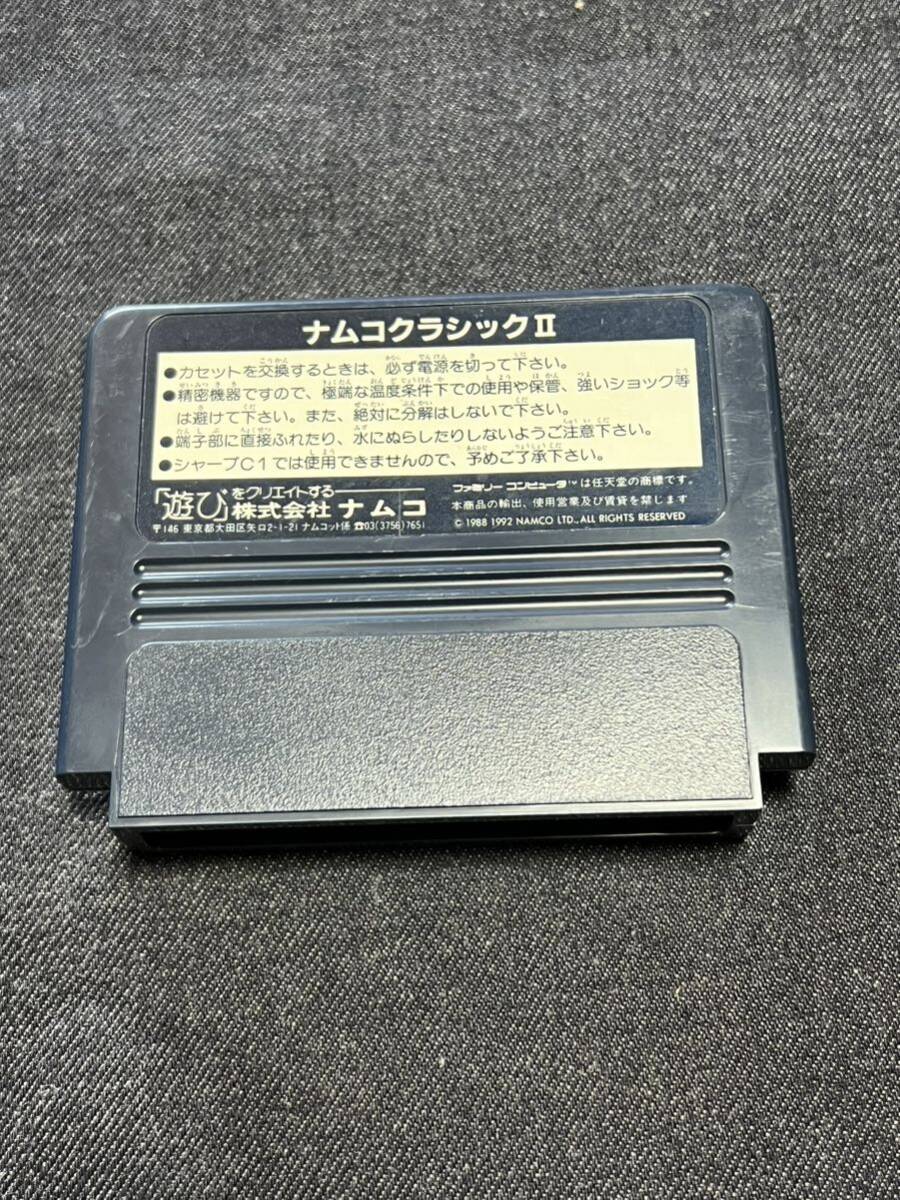 ナムコクラシックⅡ
●カセットを交換するときは、必ず電源を切って下さい。
●精密機器ですので、極端な温度条件下での使用や保管、強いショック等
は避けて下さい。また、絶対に分解はしないで下さい。
●端子部に直接ふれたり、水にぬらしたりしないようご注意下さい。
●シャープC1では使用できませんので、予めご了承下さい。
「遊び」をクリエイトする
株式会社ナムコ
〒146 東京都大田区矢口2-1-21 ナムコット係 ☎03(3756)7651
ファミリーコンピュータ™は任天堂の商標です。
本商品の輸出、使用営業及び賃貸を禁じます
© 1988 1992 NAMCO LTD., ALL RIGHTS RESERVED